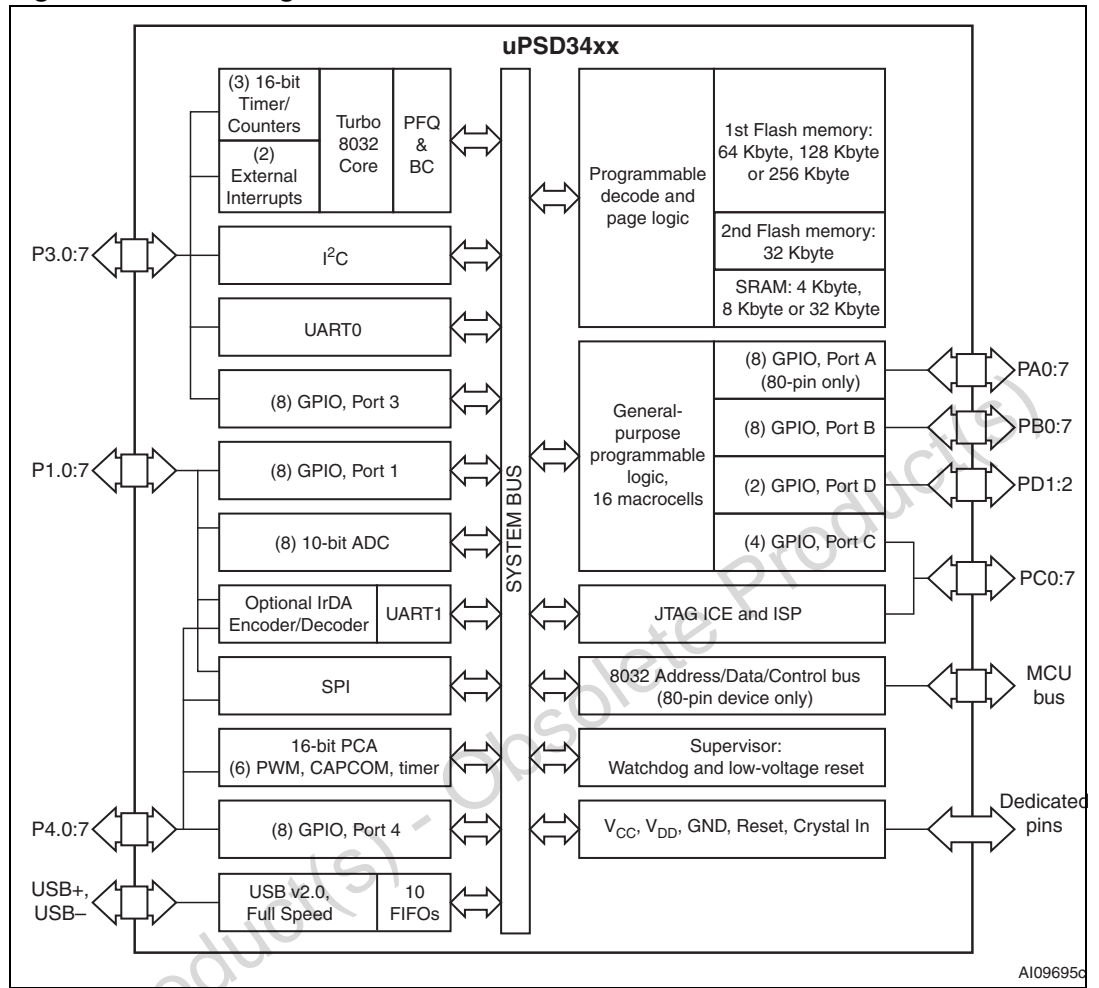 uPSD34xx
(3) 16-bit
Timer/
Counters
(2)
External
Interrupts
Turbo
8032
Core
PFQ
&
BC
P3.0:7
I²C
UART0
(8) GPIO, Port 3
P1.0:7
(8) GPIO, Port 1
(8) 10-bit ADC
Optional IrDA
Encoder/Decoder
UART1
SPI
16-bit PCA
(6) PWM, CAPCOM, timer
P4.0:7
(8) GPIO, Port 4
USB+,
USB–
USB v2.0,
Full Speed
10
FIFOs
SYSTEM BUS
Programmable
decode and
page logic
1st Flash memory:
64 Kbyte, 128 Kbyte
or 256 Kbyte
2nd Flash memory:
32 Kbyte
SRAM: 4 Kbyte,
8 Kbyte or 32 Kbyte
General-
purpose
programmable
logic,
16 macrocells
(8) GPIO, Port A
(80-pin only)
PA0:7
(8) GPIO, Port B
PB0:7
(2) GPIO, Port D
PD1:2
(4) GPIO, Port C
PC0:7
JTAG ICE and ISP
8032 Address/Data/Control bus
(80-pin device only)
MCU
bus
Supervisor:
Watchdog and low-voltage reset
V_CC, V_DD, GND, Reset, Crystal In
Dedicated
pins
oduct(s) - Obsolete Product(s)
AI09695c